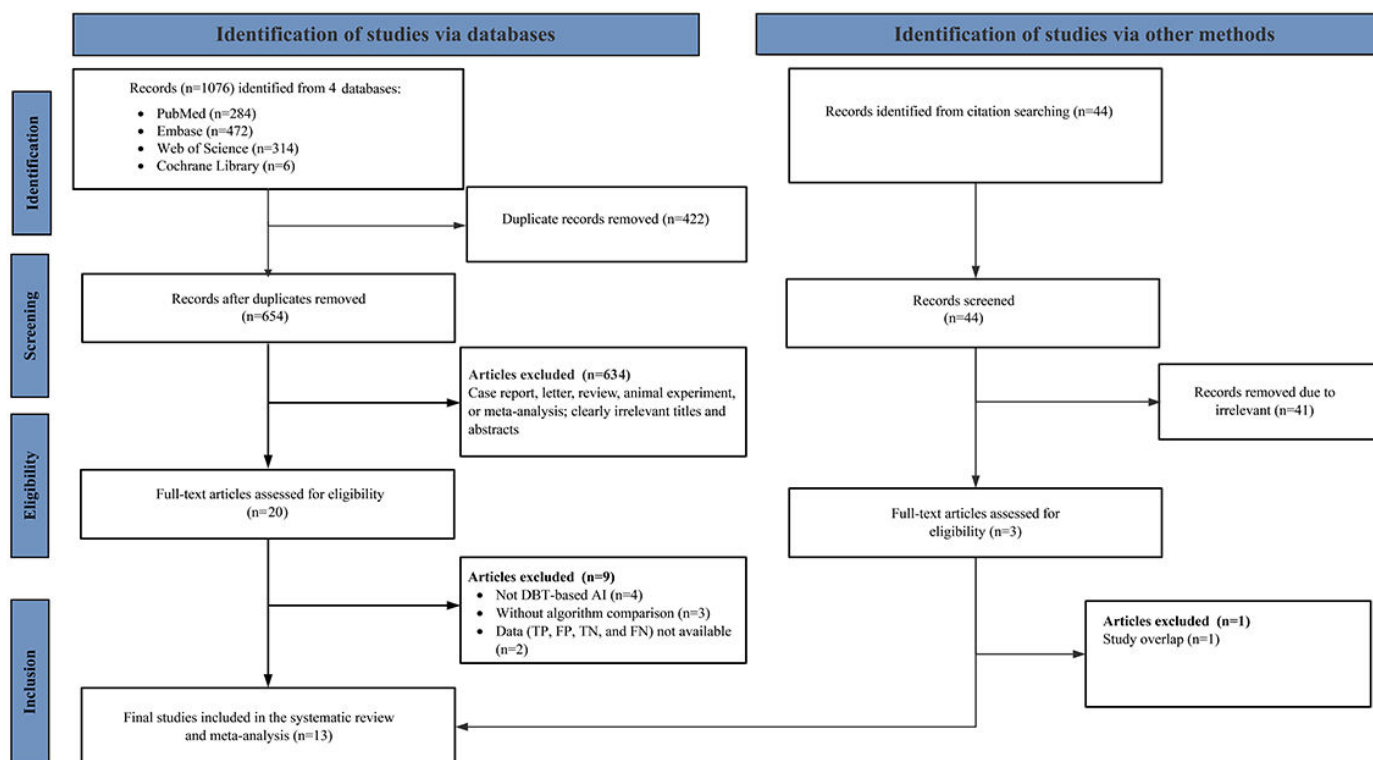 Identification of studies via databases
Identification of studies via other methods
Identification
Records (n=1076) identified from 4 databases:
• PubMed (n=284)
• Embase (n=472)
• Web of Science (n=314)
• Cochrane Library (n=6)
Records identified from citation searching (n=44)
Duplicate records removed (n=422)
Screening
Records after duplicates removed
(n=654)
Records screened
(n=44)
Articles excluded (n=634)
Case report, letter, review, animal experiment,
or meta-analysis; clearly irrelevant titles and
abstracts
Records removed due to
irrelevant (n=41)
Eligibility
Full-text articles assessed for eligibility
(n=20)
Full-text articles assessed for
eligibility (n=3)
Articles excluded (n=9)
• Not DBT-based AI (n=4)
• Without algorithm comparison (n=3)
• Data (TP, FP, TN, and FN) not available
(n=2)
Articles excluded (n=1)
Study overlap (n=1)
Inclusion
Final studies included in the systematic review
and meta-analysis (n=13)